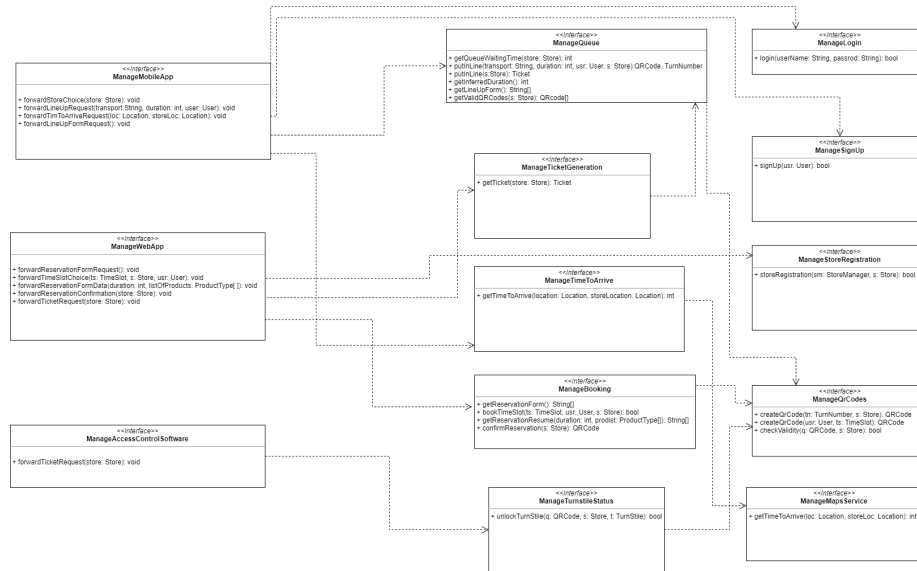 <<interface>>
ManageMobileApp
+ forwardStoreChoice(store: Store): void
+ forwardLineUpRequest(transport:String, duration: int, user: User): void
+ forwardTimToArriveRequest(loc: Location, storeLoc: Location): void
+ forwardLineUpFormRequest(): void
<<interface>>
ManageWebApp
+ forwardReservationFormRequest(): void
+ forwardTimeSlotChoice(ts: TimeSlot, s: Store, usr: User): void
+ forwardReservationFormData(duration: int, listOfProducts: ProductType[ ]): void
+ forwardReservationConfirmation(store: Store): void
+ forwardTicketRequest(store: Store): void
<<interface>>
ManageAccessControlSoftware
+ forwardTicketRequest(store: Store): void
<<interface>>
ManageQueue
+ getQueueWaitingTime(store: Store): int
+ putInLine(transport: String, duration: int, usr: User, s: Store):QRCode, TurnNumber
+ putInLine(s:Store): Ticket
+ getInferredDuration(): int
+ getLineUpForm(): String[]
+ getValidQRCodes(s: Store): QRcode[]
<<interface>>
ManageTicketGeneration
+ getTicket(store: Store): Ticket
<<interface>>
ManageTimeToArrive
+ getTimeToArrive(location: Location, storeLocation: Location): int
<<interface>>
ManageBooking
+ getReservationForm(): String[]
+ bookTimeSlot(ts: TimeSlot, usr: User, s: Store): bool
+ getReservationResume(duration: int, prodist: ProductType[]): String[]
+ confirmReservation(s: Store): QRCode
<<interface>>
ManageTurnstileStatus
+ unlockTurnStile(q: QRCode, s: Store, t: TurnStile): bool
<<interface>>
ManageLogin
+ login(userName: String, passrod: String): bool
<<interface>>
ManageSignUp
+ signUp(usr: User): bool
<<interface>>
ManageStoreRegistration
+ storeRegistration(sm: StoreManager, s: Store): bool
<<interface>>
ManageQrCodes
+ createQrCode(tn: TurnNumber, s: Store): QRCode
+ createQrCode(usr: User, ts: TimeSlot): QRCode
+ checkValidity(q: QRCode, s: Store): bool
<<interface>>
ManageMapsService
+ getTimeToArrive(loc: Location, storeLoc: Location): int